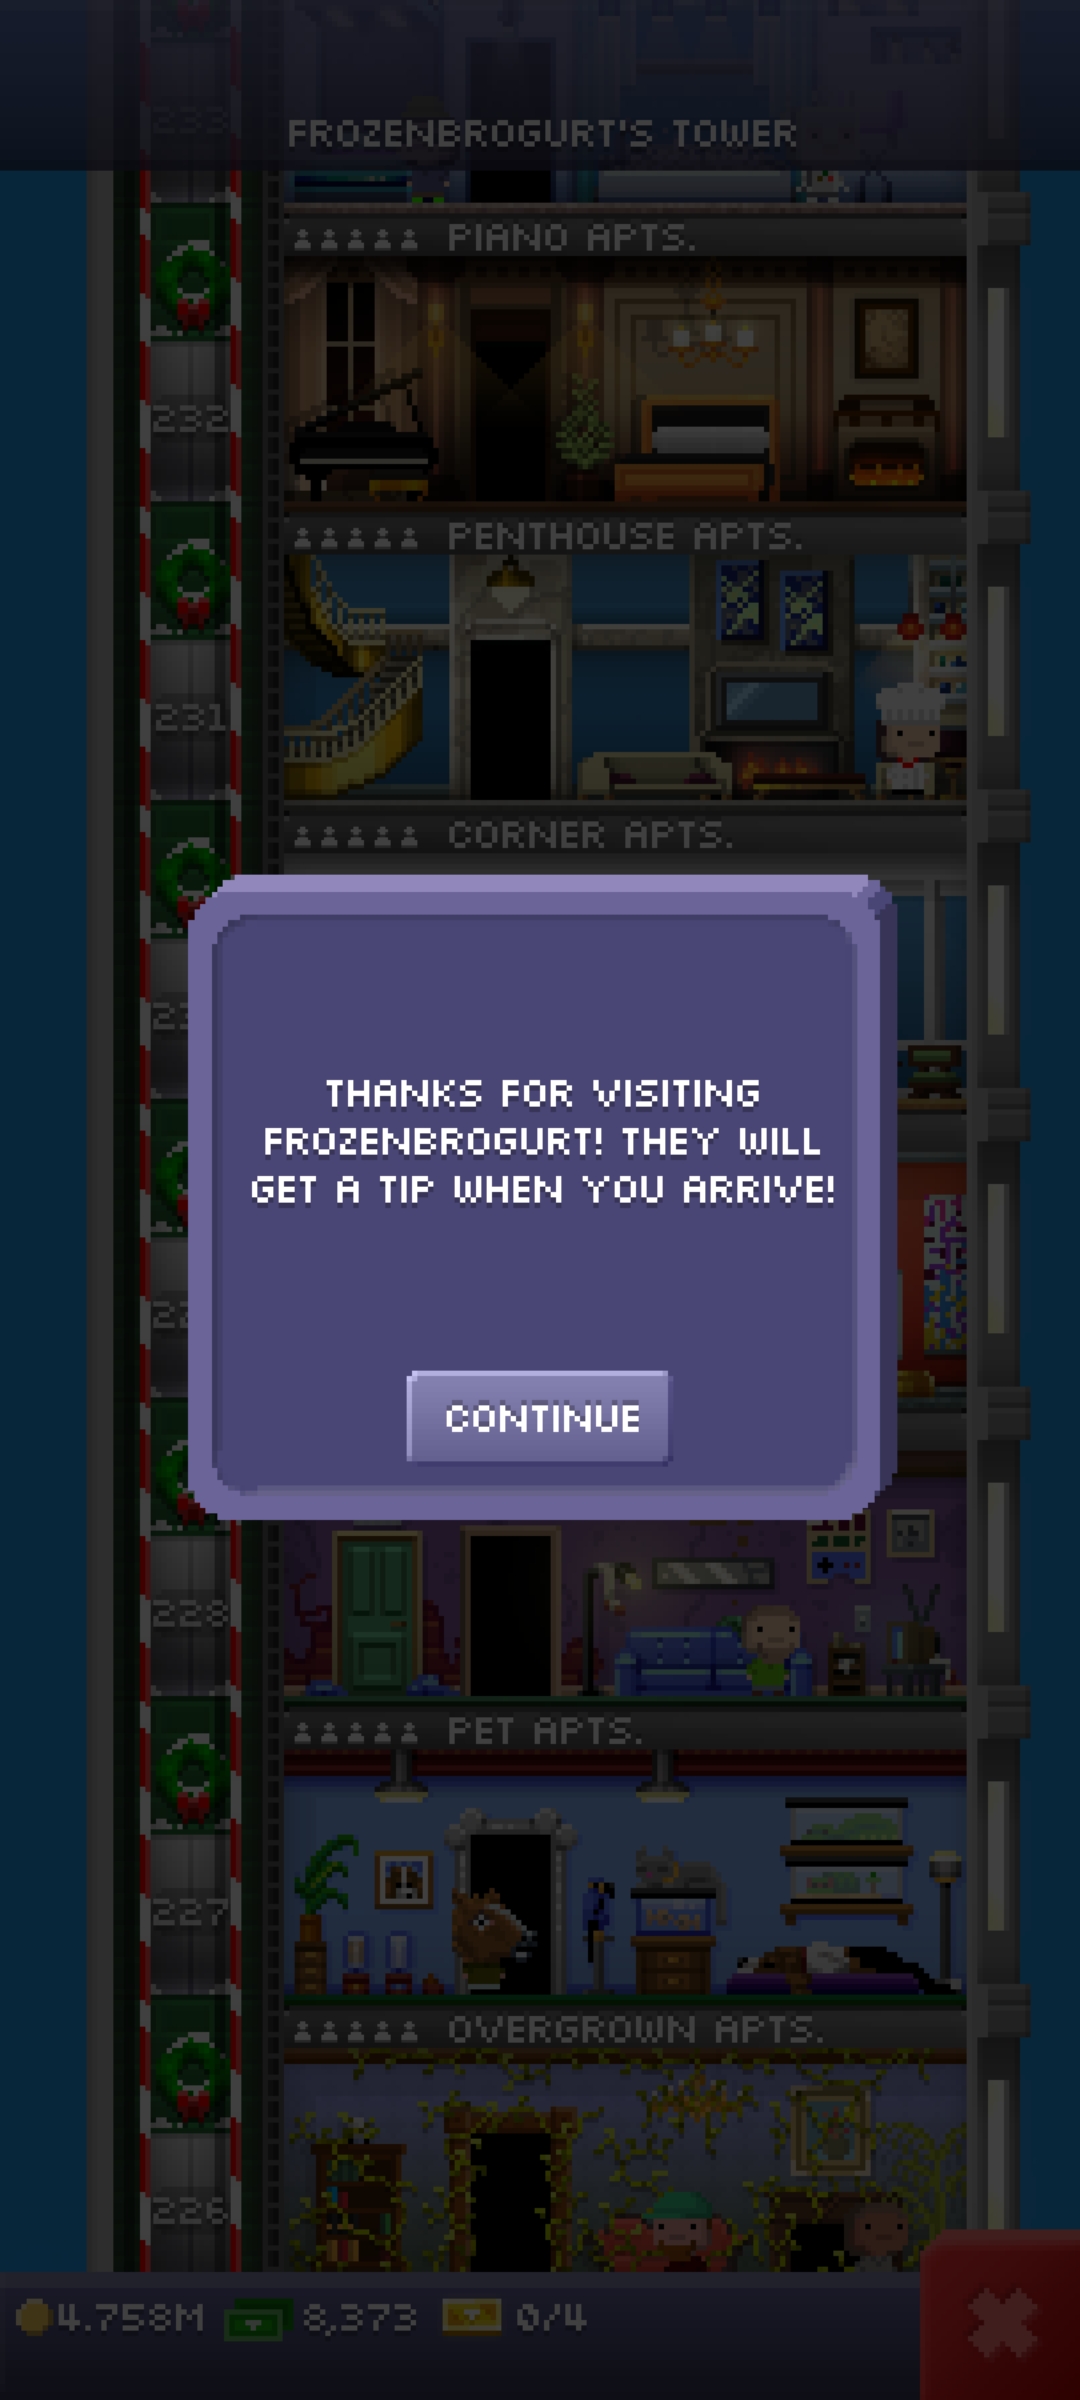 233
FROZENBROGURT'S TOWER
PIANO APTS.
232
PENTHOUSE APTS.
231
CORNER APTS.
THANKS FOR VISITING
FROZENBROGURT! THEY WILL
GET A TIP WHEN YOU ARRIVE!
CONTINUE
228
PET APTS.
227
OVERGROWN APTS.
226
4.758M 8,373 0/4